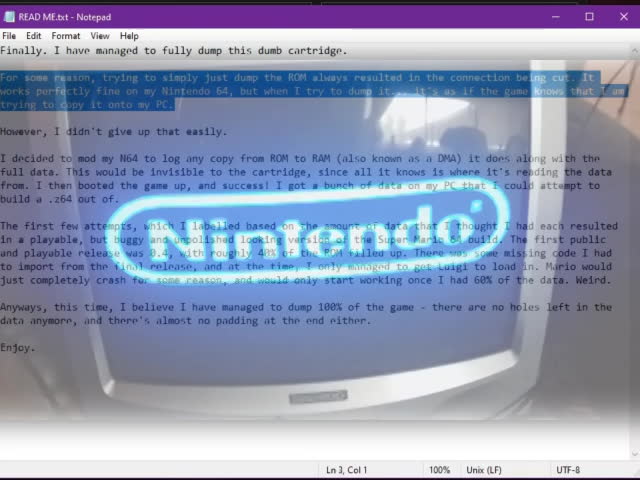 READ ME.txt - Notepad
File Edit Format View Help
Finally. I have managed to fully dump this dumb cartridge.
For some reason, trying to simply just dump the ROM always resulted in the connection being cut. It
works perfectly fine on my Nintendo 64, but when I try to dump it... it's as if the game knows that I am
trying to copy it onto my PC.
However, I didn't give up that easily.
I decided to mod my N64 to log any copy from ROM to RAM (also known as a DMA) it does along with the
full data. This would be invisible to the cartridge, since all it knows is where it's reading the data
from. I then booted the game up, and success! I got a bunch of data on my PC that I could attempt to
build a .z64 out of.
The first few attempts, which I labelled based on the amount of data that I thought I had each resulted
in a playable, but buggy and unpolished looking version of the Super Mario 64 build. The first public
and playable release was 0.4, with roughly 40% of the ROM filled up. There was some missing code I had
to import from the final release, and at the time, I only managed to get Luigi to load in. Mario would
just completely crash for some reason, and would only start working once I had 60% of the data. Weird.
Anyways, this time, I believe I have managed to dump 100% of the game - there are no holes left in the
data anymore, and there's almost no padding at the end either.
Enjoy.
Nintendo
Ln 3, Col 1 100% Unix (LF) UTF-8